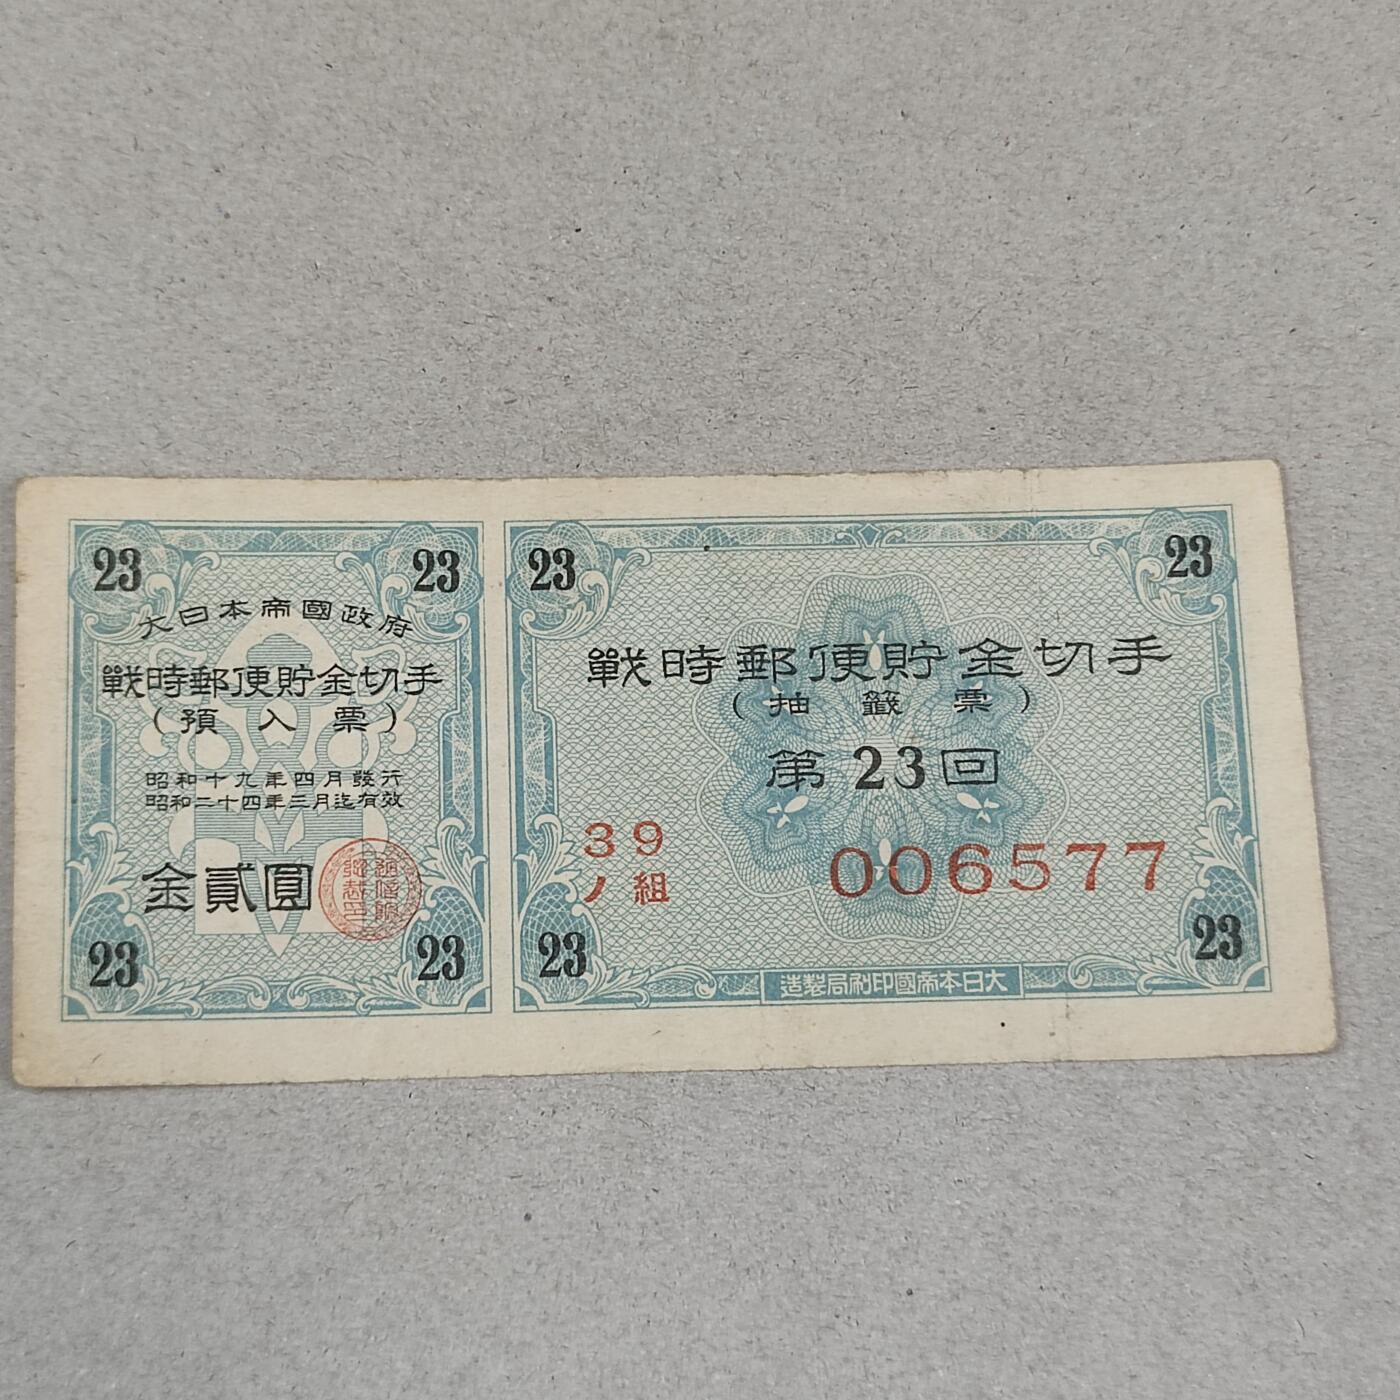 23 23
大日本帝國政府
戰時郵便貯金切手
(預入票)
昭和十九年四月發行
昭和二十四年三月迄有效
金貳圓
23 23
23 23
戰時郵便貯金切手
(抽籤票)
第23回
39
ノ組
006577
23 23
大日本帝國印刷局製造